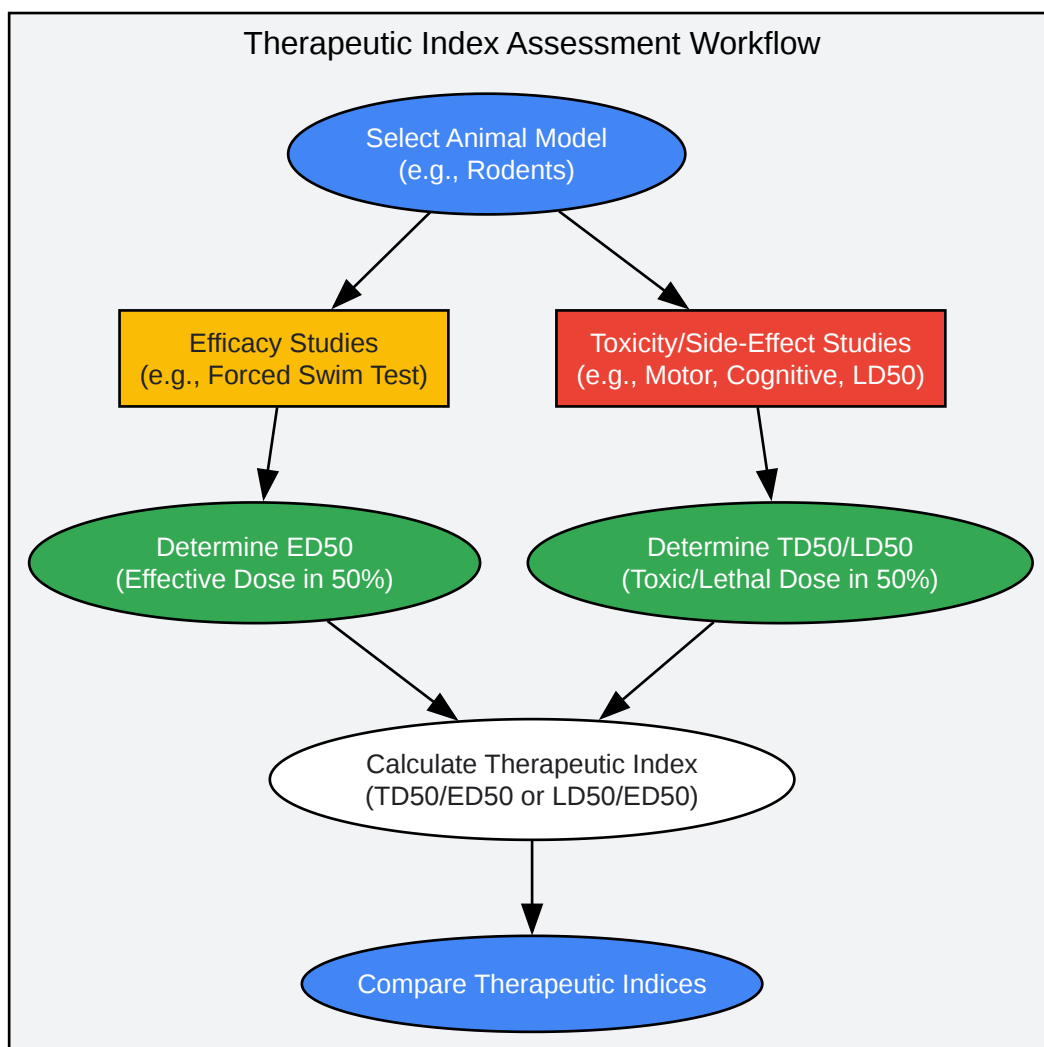 Therapeutic Index Assessment Workflow
Select Animal Model
(e.g., Rodents)
Efficacy Studies
(e.g., Forced Swim Test)
Toxicity/Side-Effect Studies
(e.g., Motor, Cognitive, LD50)
Determine ED50
(Effective Dose in 50%)
Determine TD50/LD50
(Toxic/Lethal Dose in 50%)
Calculate Therapeutic Index
(TD50/ED50 or LD50/ED50)
Compare Therapeutic Indices